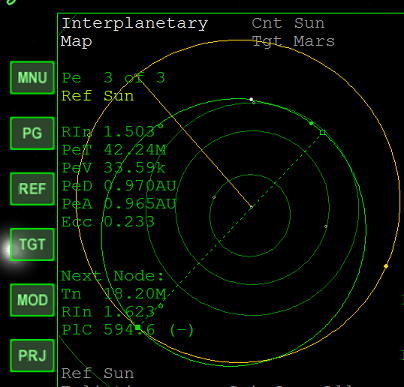 Interplanetary Cnt Sun
Map Tgt Mars
Pe 3 of 3
Ref Sun
RIn 1.503°
PeT 42.24M
PeV 33.59k
PeD 0.970AU
PeA 0.965AU
Ecc 0.233
Next Node:
Tn 18.20M
RIn 1.623°
PlC 594.6 (-)
Ref Sun
MNU
PG
REF
TGT
MOD
PRJ